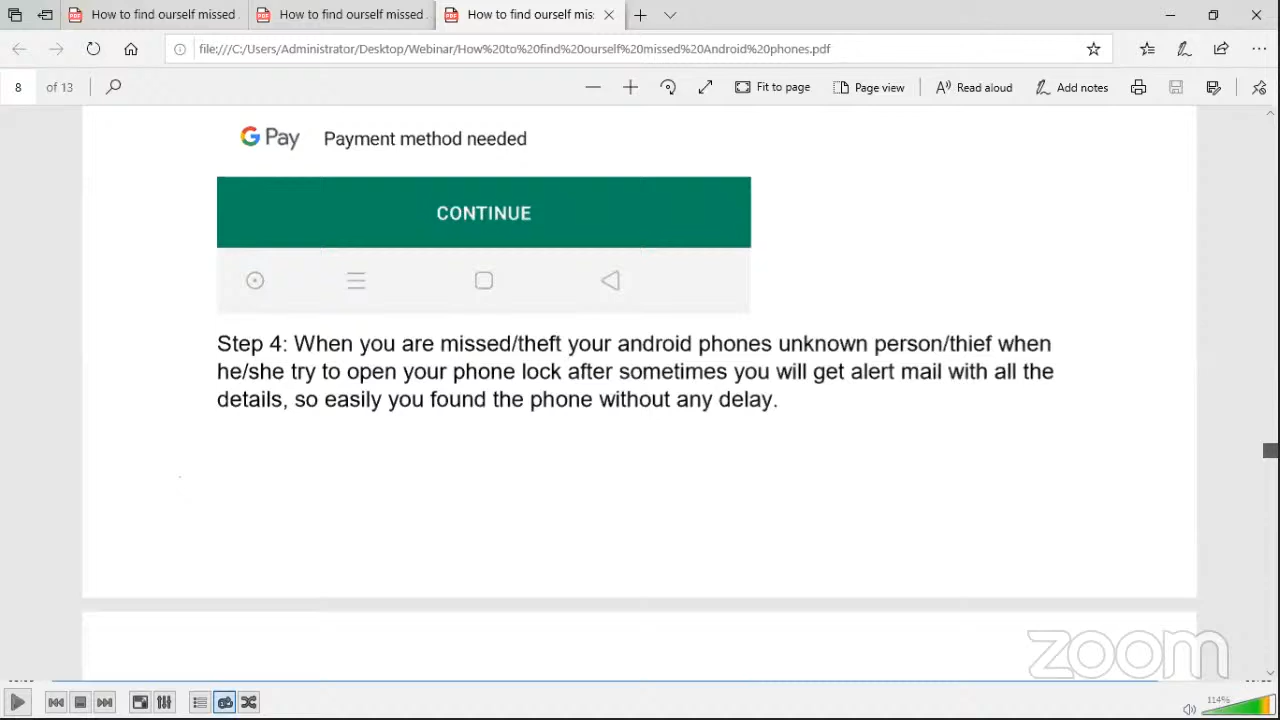 How to find ourself missed
How to find ourself missed
How to find ourself mis
file:///C:/Users/Administrator/Desktop/Webinar/How%20to%20find%20ourself%20missed%20Android%20phones.pdf
8 of 13
Fit to page
Page view
Read aloud
Add notes
G Pay Payment method needed
CONTINUE
Step 4: When you are missed/theft your android phones unknown person/thief when
he/she try to open your phone lock after sometimes you will get alert mail with all the
details, so easily you found the phone without any delay.
zoom
114%